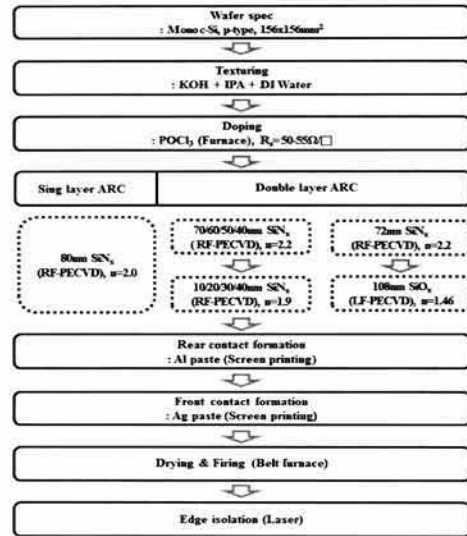 Wafer spec
: Mono c-Si, p-type, 156x156mm²
Texturing
: KOH + IPA + DI Water
Doping
: POCl₃ (Furnace), Rₛ=50-55Ω/□
Sing layer ARC
Double layer ARC
80nm SiNₓ
(RF-PECVD), n=2.0
70/60/50/40nm SiNₓ
(RF-PECVD), n=2.2
10/20/30/40nm SiNₓ
(RF-PECVD), n=1.9
72nm SiNₓ
(RF-PECVD), n=2.2
108nm SiOₓ
(LF-PECVD), n=1.46
Rear contact formation
: Al paste (Screen printing)
Front contact formation
: Ag paste (Screen printing)
Drying & Firing (Belt furnace)
Edge isolation (Laser)